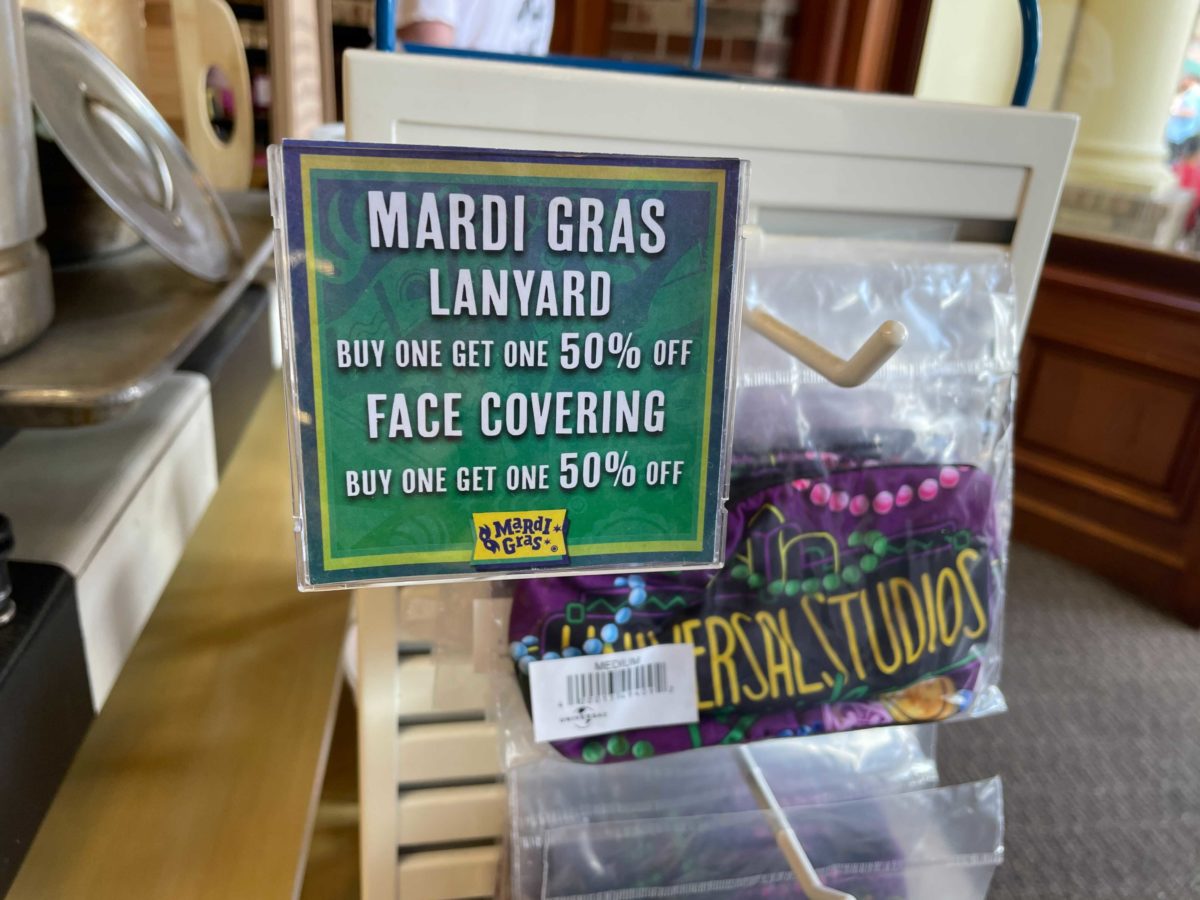 MARDI GRAS
LANYARD
BUY ONE GET ONE 50% OFF
FACE COVERING
BUY ONE GET ONE 50% OFF
MARDI
GRAS
UNIVERSAL STUDIOS
MEDIUM
UNIVERSAL